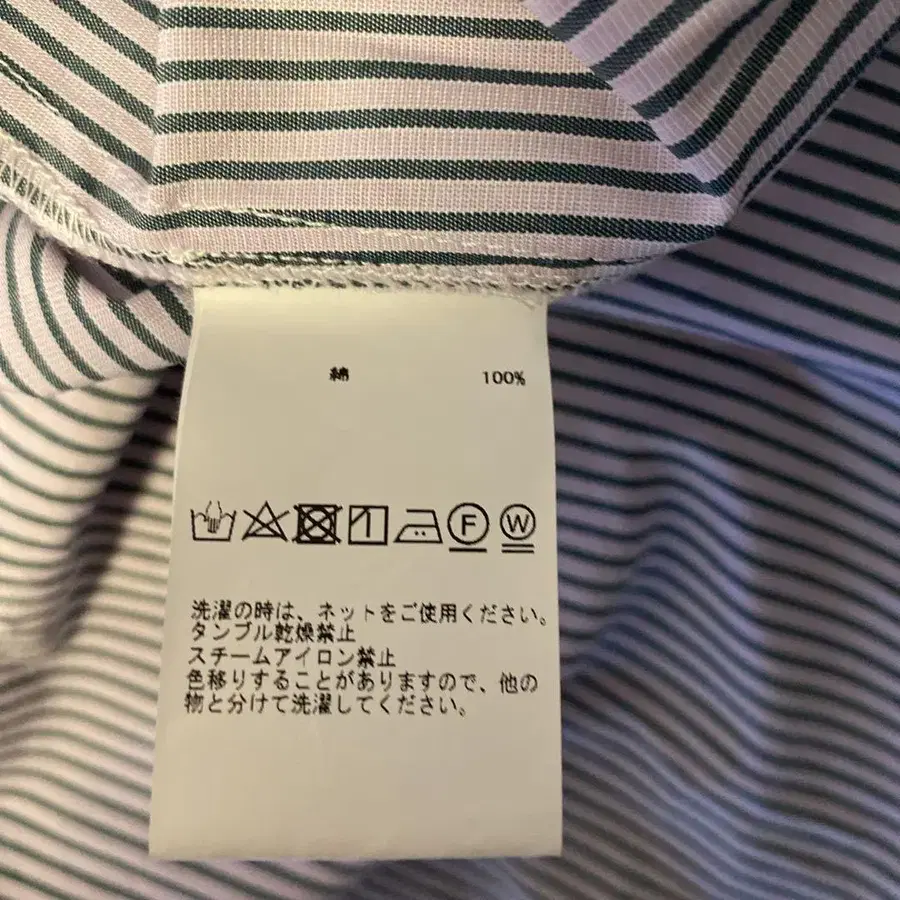 綿 100%
F W
洗濯の時は、ネットをご使用ください。
タンブル乾燥禁止
スチームアイロン禁止
色移りすることがありますので、他の
物と分けて洗濯してください。